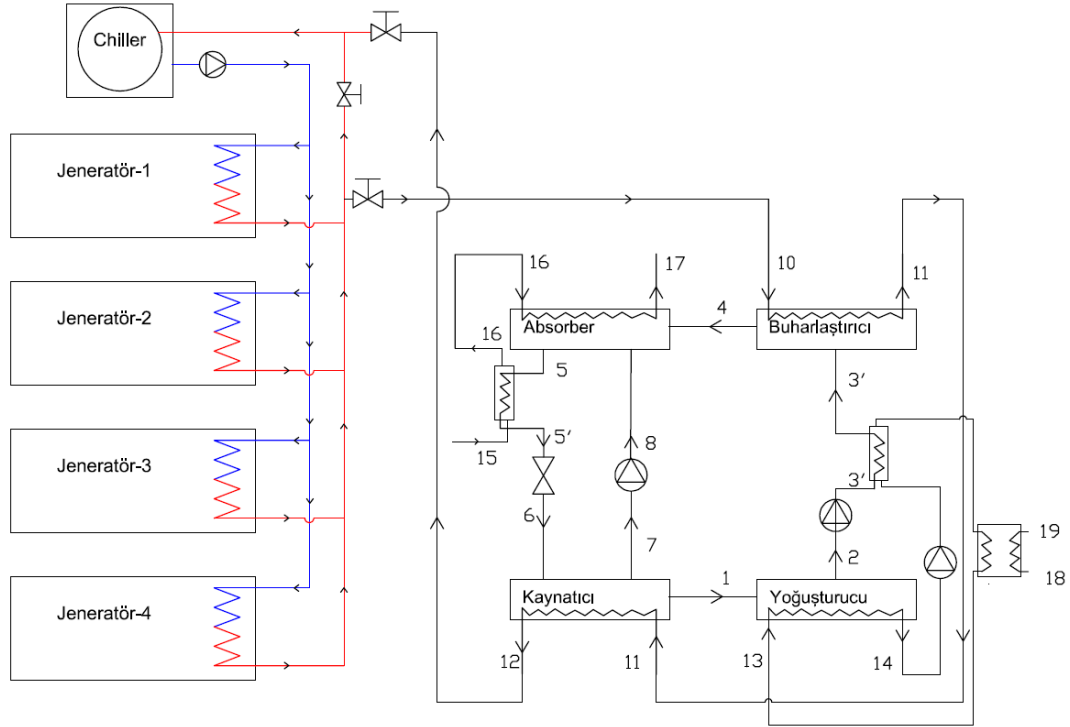 Chiller
Jeneratör-1
Jeneratör-2
Jeneratör-3
Jeneratör-4
16
17
10
11
Absorber
4
Buharlaştırıcı
16
5
3'
5'
8
15
3'
6
7
2
19
18
Kaynatıcı
1
Yoğuşturucu
12
11
13
14